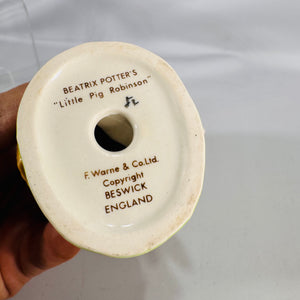 BEATRIX POTTER'S
"Little Pig Robinson"
F. Warne & Co. Ltd.
Copyright
BESWICK
ENGLAND